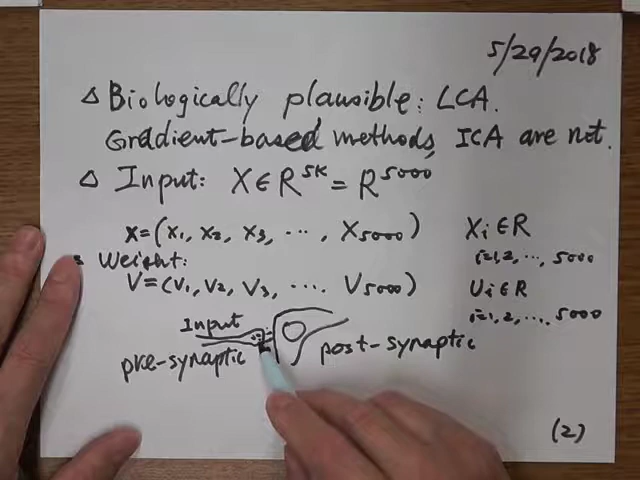 5/29/2018
△ Biologically plausible: LCA.
Gradient-based methods, ICA are not.
△ Input: X ∈ R^5K = R^5000
x=(x1, x2, x3, ..., x5000) xi ∈ R
i=1,2, ..., 5000
Weight:
V=(v1, v2, v3, ... v5000) Vi ∈ R
i=1, 2, ..., 5000
Input
pre-synaptic post-synaptic
(2)